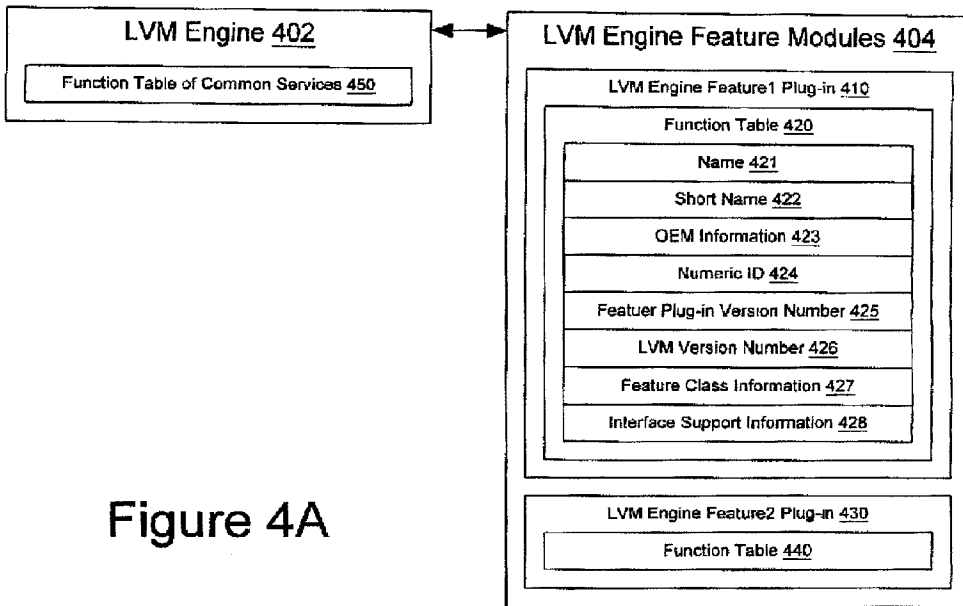 LVM Engine 402
Function Table of Common Services 450
LVM Engine Feature Modules 404
LVM Engine Feature1 Plug-in 410
Function Table 420
Name 421
Short Name 422
OEM Information 423
Numeric ID 424
Featuer Plug-in Version Number 425
LVM Version Number 426
Feature Class Information 427
Interface Support Information 428
LVM Engine Feature2 Plug-in 430
Function Table 440
Figure 4A